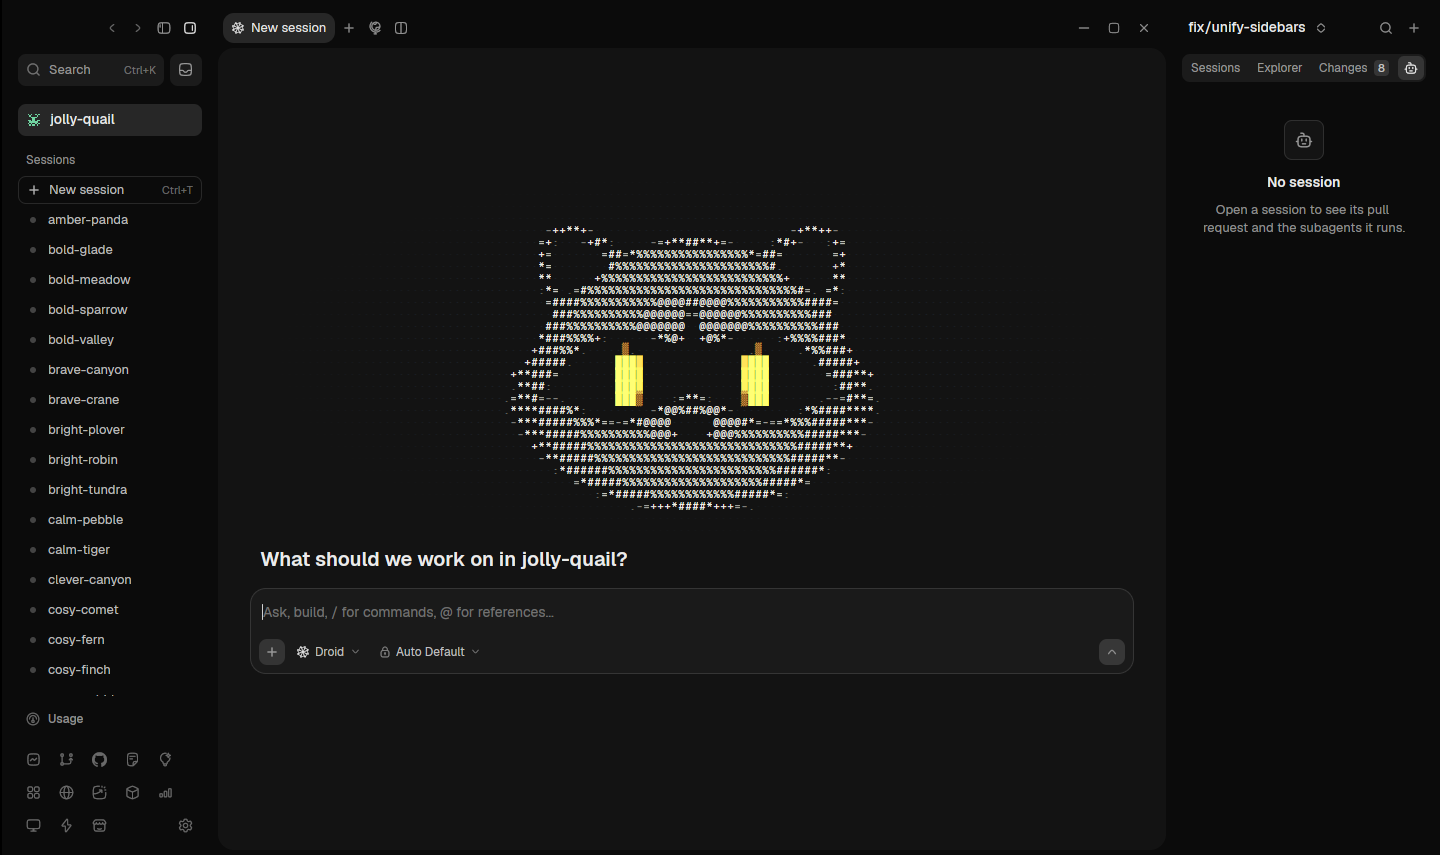 New session
fix/unify-sidebars
Search Ctrl+K
Sessions Explorer Changes 8
jolly-quail
Sessions
New session Ctrl+T
amber-panda
bold-glade
bold-meadow
bold-sparrow
bold-valley
brave-canyon
brave-crane
bright-plover
bright-robin
bright-tundra
calm-pebble
calm-tiger
clever-canyon
cosy-comet
cosy-fern
cosy-finch
Usage
What should we work on in jolly-quail?
Ask, build, / for commands, @ for references...
Droid Auto Default
No session
Open a session to see its pull
request and the subagents it runs.